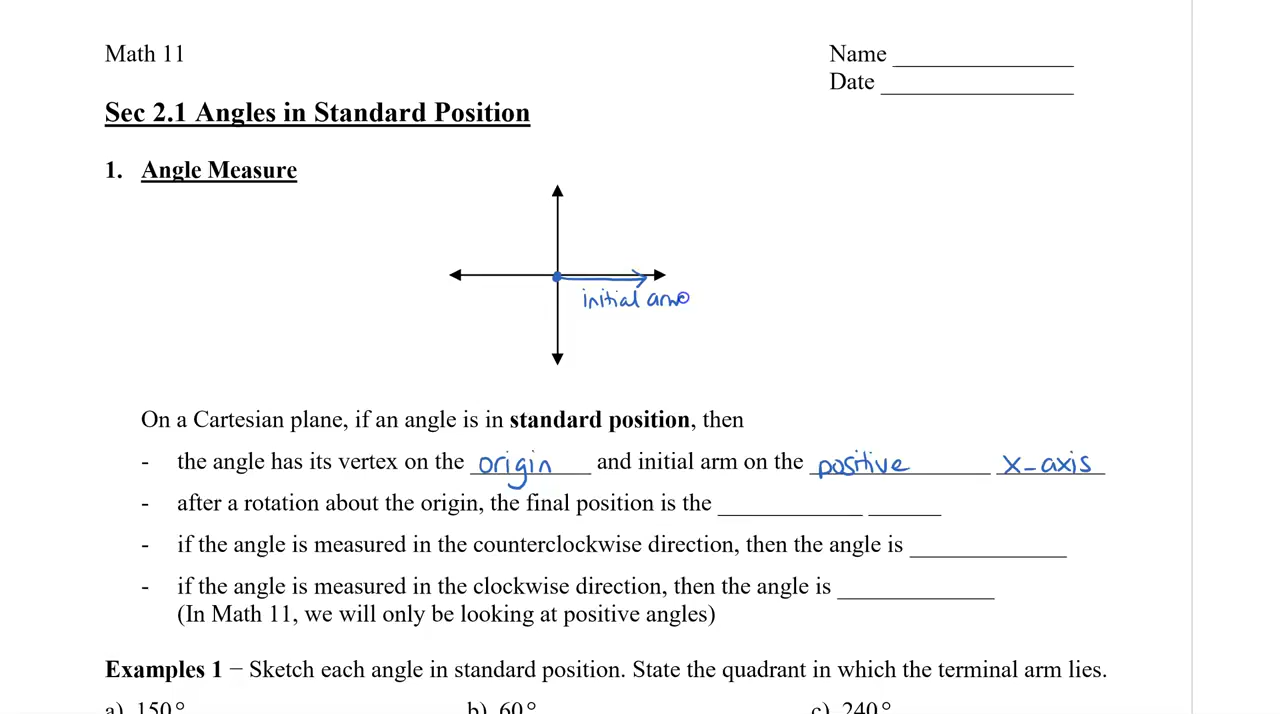 Math 11
Name
Date
Sec 2.1 Angles in Standard Position
1. Angle Measure
initial arm
On a Cartesian plane, if an angle is in standard position, then
- the angle has its vertex on the origin and initial arm on the positive x-axis
- after a rotation about the origin, the final position is the
- if the angle is measured in the counterclockwise direction, then the angle is
- if the angle is measured in the clockwise direction, then the angle is
(In Math 11, we will only be looking at positive angles)
Examples 1 − Sketch each angle in standard position. State the quadrant in which the terminal arm lies.
a) 150° b) 60° c) 240°